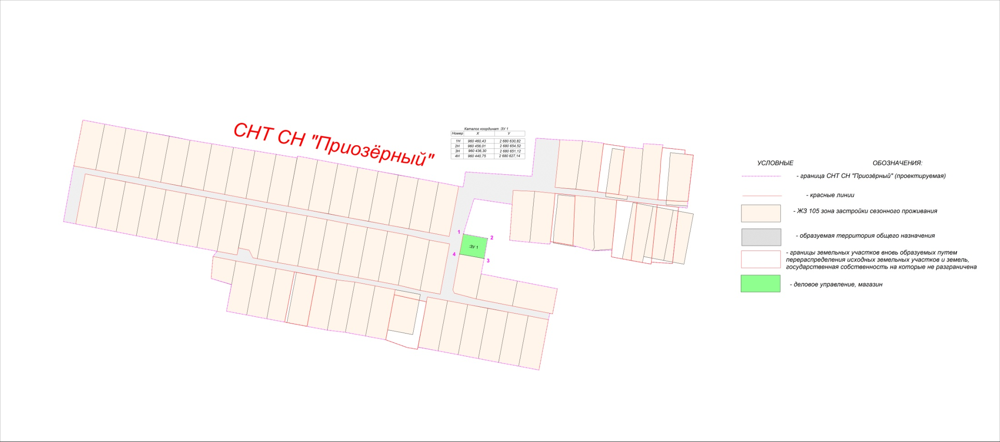 СНТ СН "Приозёрный"
Каталог координат :ЗУ 1
Номер X У
1Н 960 460,43 2 680 630,82
2Н 960 456,01 2 680 654,52
3Н 960 436,30 2 680 651,12
4Н 960 440,75 2 680 627,14
1
2
:ЗУ 1
4
3
УСЛОВНЫЕ ОБОЗНАЧЕНИЯ:
- граница СНТ СН "Приозёрный" (проектируемая)
- красные линии
- ЖЗ 105 зона застройки сезонного проживания
- образуемая территория общего назначения
- границы земельных участков вновь образуемых путем
перераспределения исходных земельных участков и земель,
государственная собственность на которые не разграничена
- деловое управление, магазин